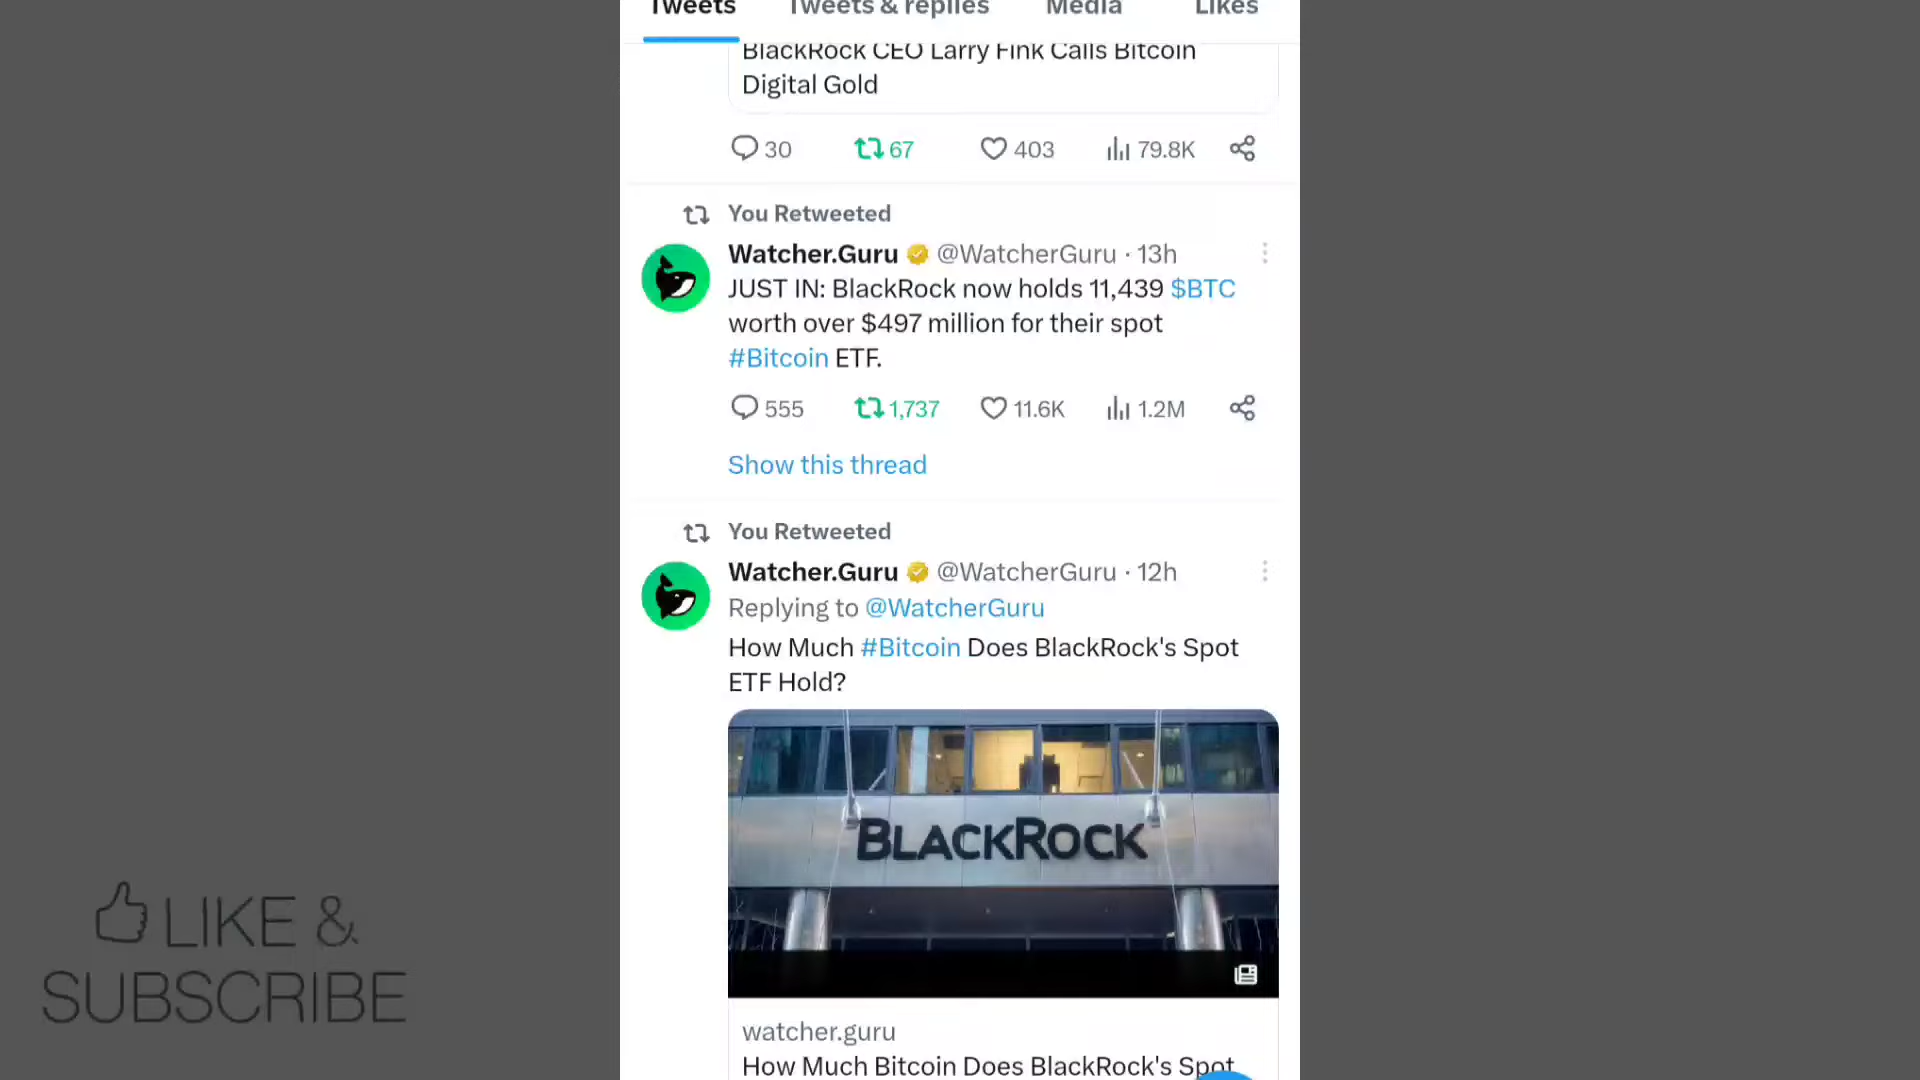 Tweets Tweets & replies Media Likes
BlackRock CEO Larry Fink Calls Bitcoin
Digital Gold
30 67 403 79.8K
You Retweeted
Watcher.Guru @WatcherGuru · 13h
JUST IN: BlackRock now holds 11,439 $BTC
worth over $497 million for their spot
#Bitcoin ETF.
555 1,737 11.6K 1.2M
Show this thread
You Retweeted
Watcher.Guru @WatcherGuru · 12h
Replying to @WatcherGuru
How Much #Bitcoin Does BlackRock's Spot
ETF Hold?
BLACKROCK
watcher.guru
How Much Bitcoin Does BlackRock's Spot
LIKE &
SUBSCRIBE